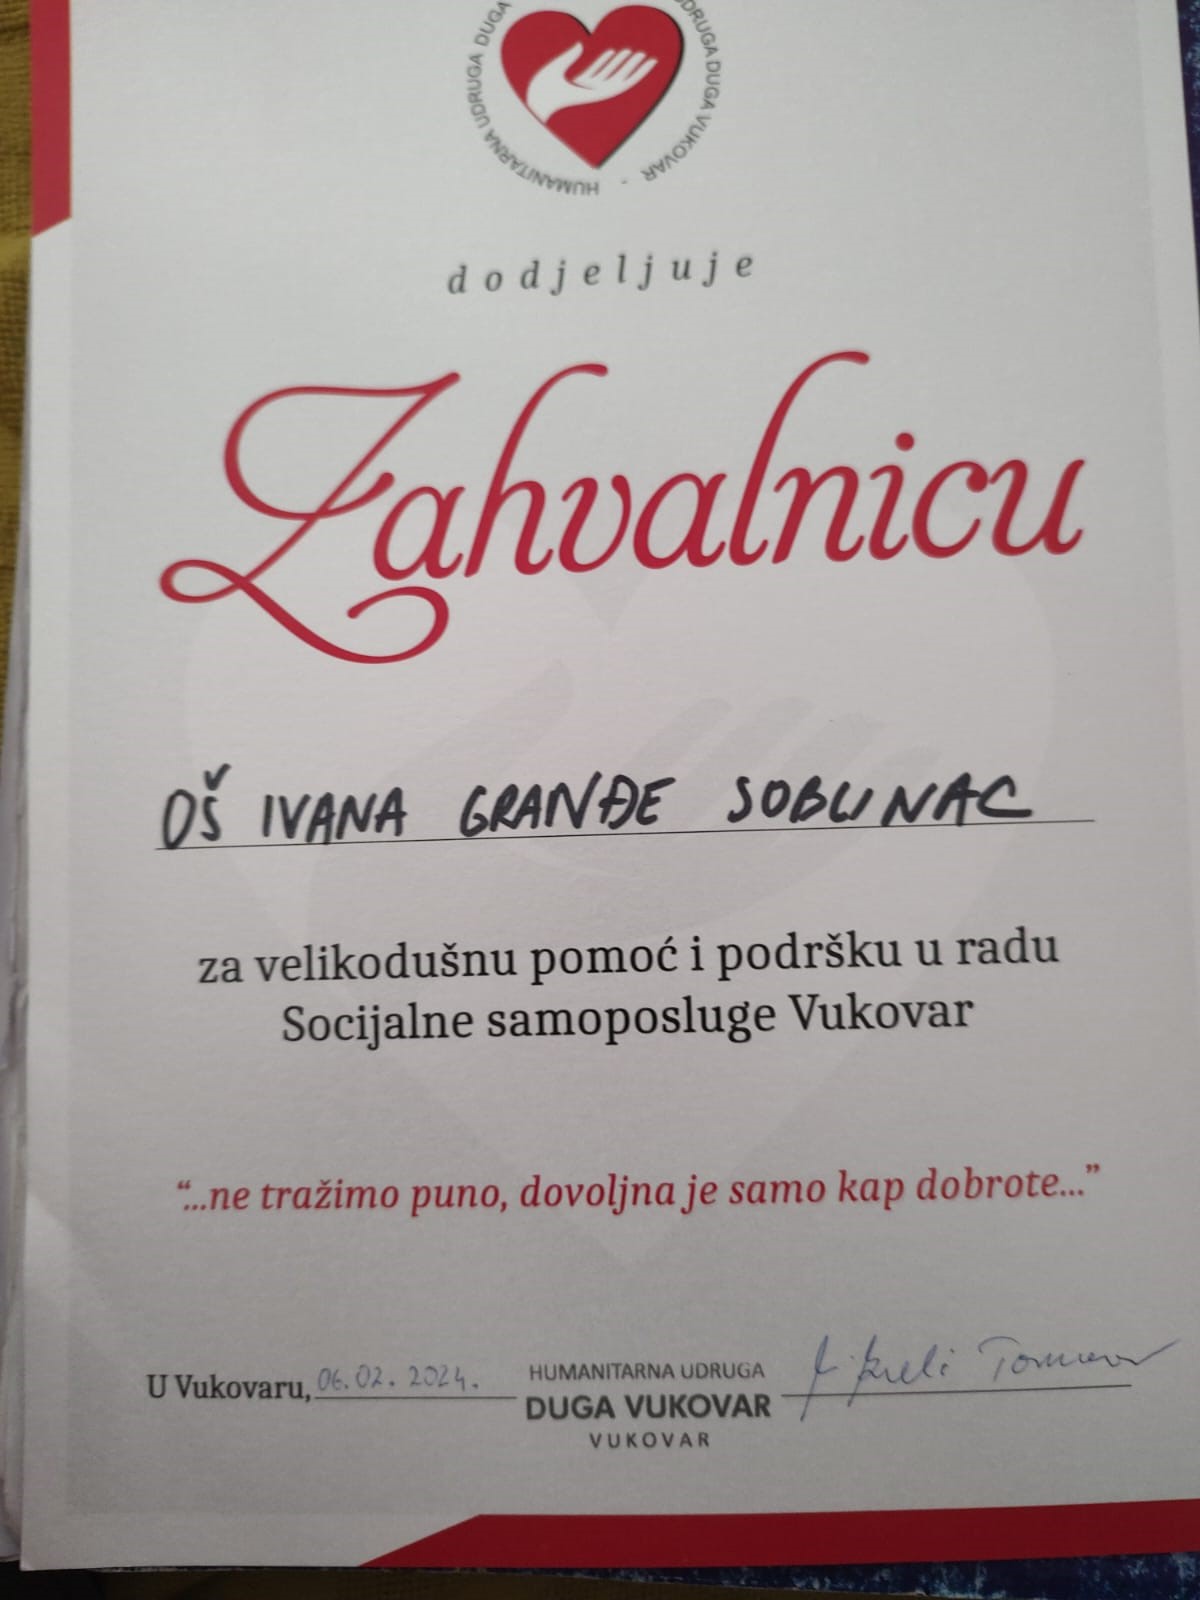 HUMANITARNA UDRUGA DUGA VUKOVAR -
dodjeljuje
Zahvalnicu
OŠ IVANA GRANĐE SOBLINAC
za velikodušnu pomoć i podršku u radu
Socijalne samoposluge Vukovar
“...ne tražimo puno, dovoljna je samo kap dobrote...”
U Vukovaru, 06.02.2024.
HUMANITARNA UDRUGA
DUGA VUKOVAR
VUKOVAR